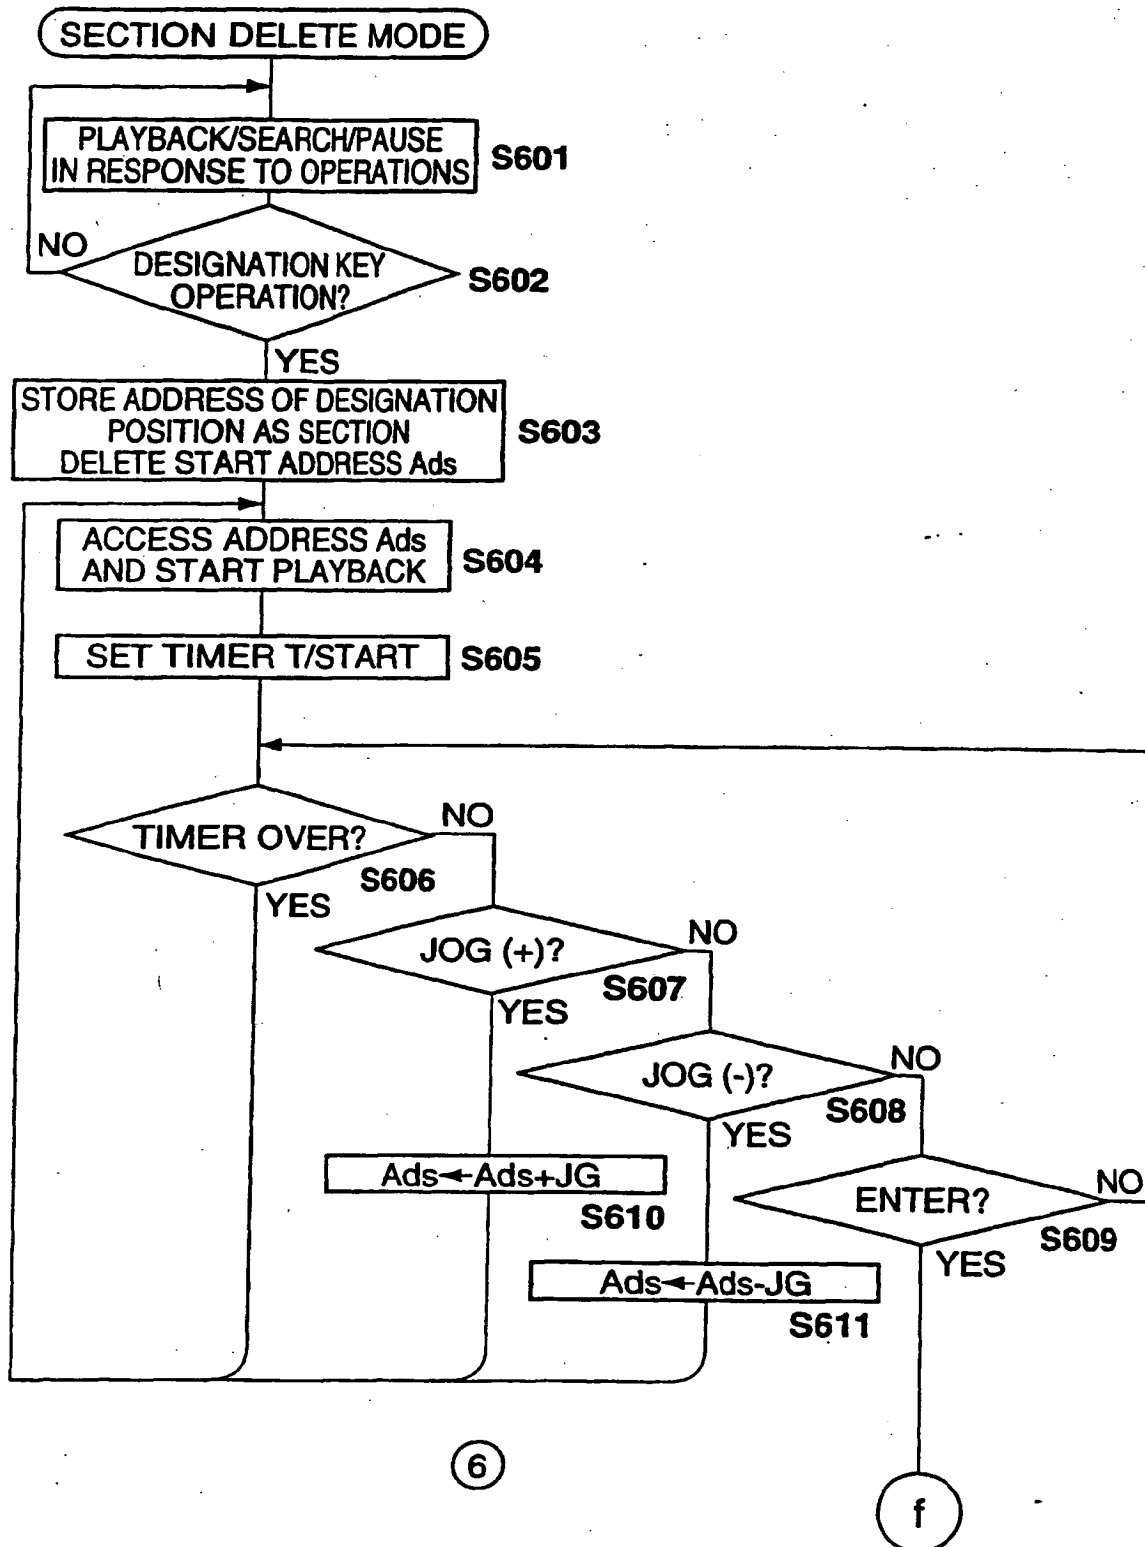 SECTION DELETE MODE
PLAYBACK/SEARCH/PAUSE
IN RESPONSE TO OPERATIONS
S601
NO
DESIGNATION KEY
OPERATION?
S602
YES
STORE ADDRESS OF DESIGNATION
POSITION AS SECTION
DELETE START ADDRESS Ads
S603
ACCESS ADDRESS Ads
AND START PLAYBACK
S604
SET TIMER T/START
S605
TIMER OVER?
NO
S606
YES
JOG (+)?
NO
S607
YES
JOG (-)?
NO
S608
YES
Ads←Ads+JG
S610
ENTER?
NO
S609
YES
Ads←Ads-JG
S611
6
f